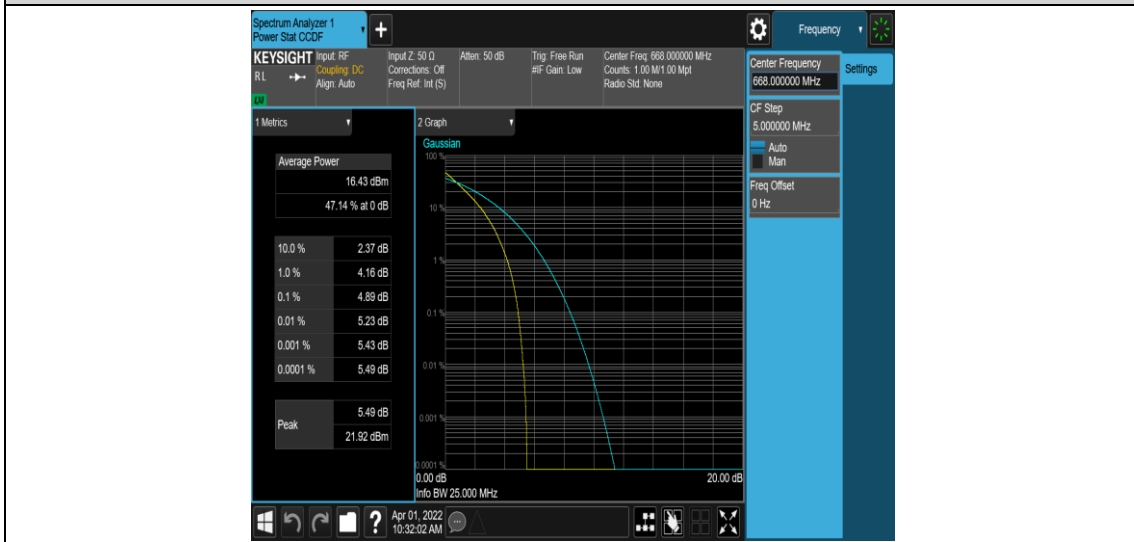 Spectrum Analyzer 1
Power Stat CCDF
+
Frequency
KEYSIGHT
RL
LXI
Input: RF
Coupling: DC
Align: Auto
Input Z: 50 Ω
Corrections: Off
Freq Ref: Int (S)
Atten: 50 dB
Trig: Free Run
#IF Gain: Low
Center Freq: 668.000000 MHz
Counts: 1.00 M/1.00 Mpt
Radio Std: None
Center Frequency
668.000000 MHz
Settings
CF Step
5.000000 MHz
Auto
Man
Freq Offset
0 Hz
1 Metrics
Average Power
16.43 dBm
47.14 % at 0 dB
10.0 % 2.37 dB
1.0 % 4.16 dB
0.1 % 4.89 dB
0.01 % 5.23 dB
0.001 % 5.43 dB
0.0001 % 5.49 dB
Peak 5.49 dB
21.92 dBm
2 Graph
Gaussian
100 %
10 %
1 %
0.1 %
0.01 %
0.001 %
0.0001 %
0.00 dB 20.00 dB
Info BW 25.000 MHz
?
Apr 01, 2022
10:32:02 AM